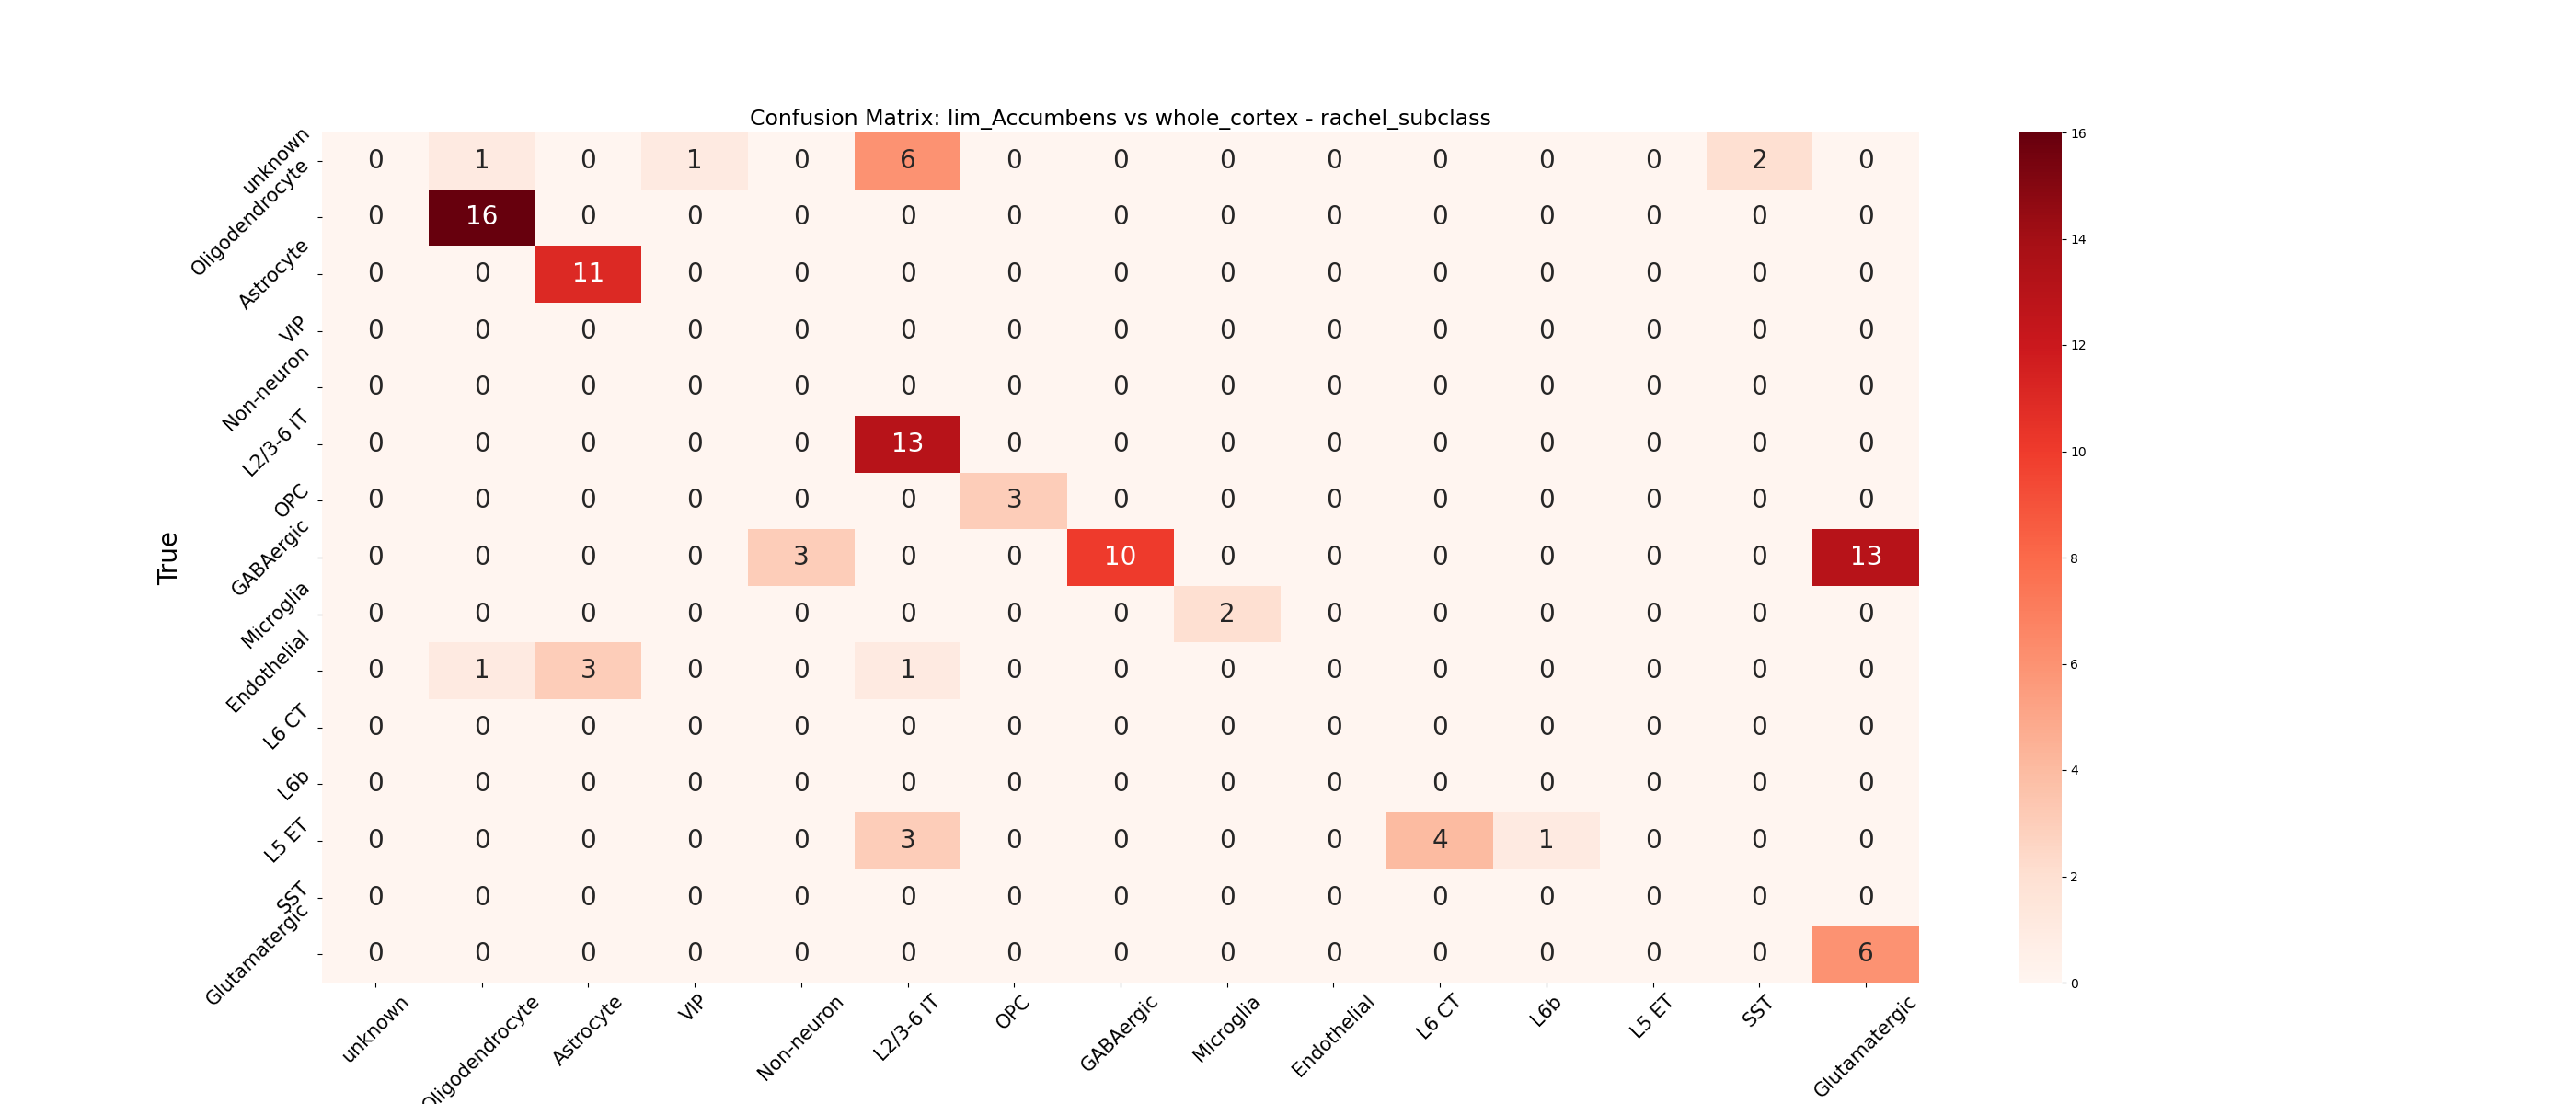 Confusion Matrix: lim_Accumbens vs whole_cortex - rachel_subclass
True
unknown 0 1 0 1 0 6 0 0 0 0 0 0 0 2 0
Oligodendrocyte 0 16 0 0 0 0 0 0 0 0 0 0 0 0 0
Astrocyte 0 0 11 0 0 0 0 0 0 0 0 0 0 0 0
VIP 0 0 0 0 0 0 0 0 0 0 0 0 0 0 0
Non-neuron 0 0 0 0 0 0 0 0 0 0 0 0 0 0 0
L2/3-6 IT 0 0 0 0 0 13 0 0 0 0 0 0 0 0 0
OPC 0 0 0 0 0 0 3 0 0 0 0 0 0 0 0
GABAergic 0 0 0 0 3 0 0 10 0 0 0 0 0 0 13
Microglia 0 0 0 0 0 0 0 0 2 0 0 0 0 0 0
Endothelial 0 1 3 0 0 1 0 0 0 0 0 0 0 0 0
L6 CT 0 0 0 0 0 0 0 0 0 0 0 0 0 0 0
L6b 0 0 0 0 0 0 0 0 0 0 0 0 0 0 0
L5 ET 0 0 0 0 0 3 0 0 0 0 4 1 0 0 0
SST 0 0 0 0 0 0 0 0 0 0 0 0 0 0 0
Glutamatergic 0 0 0 0 0 0 0 0 0 0 0 0 0 0 6
unknown Oligodendrocyte Astrocyte VIP Non-neuron L2/3-6 IT OPC GABAergic Microglia Endothelial L6 CT L6b L5 ET SST Glutamatergic
16
14
12
10
8
6
4
2
0